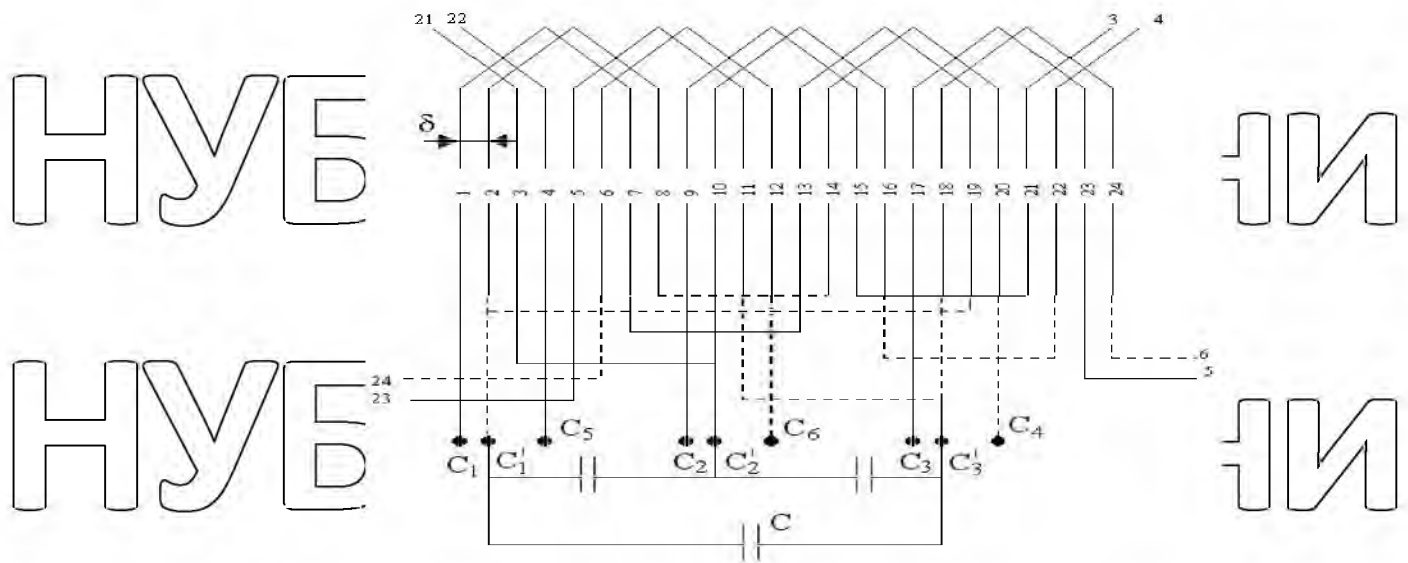 21 22 3 4
НУБ НИ
δ
1 2 3 4 5 6 7 8 9 10 11 12 13 14 15 16 17 18 19 20 21 22 23 24
НУБ НИ
24 6
23 5
C₅ C₆ C₄
C₁ C₁' C₂ C₂' C₃ C₃'
C